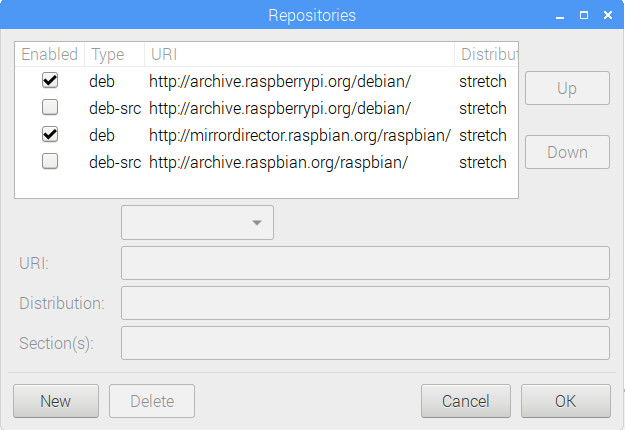 Repositories
Enabled Type URI Distribut
deb http://archive.raspberrypi.org/debian/ stretch
deb-src http://archive.raspberrypi.org/debian/ stretch
deb http://mirrordirector.raspbian.org/raspbian/ stretch
deb-src http://archive.raspbian.org/raspbian/ stretch
Up
Down
URI:
Distribution:
Section(s):
New Delete Cancel OK